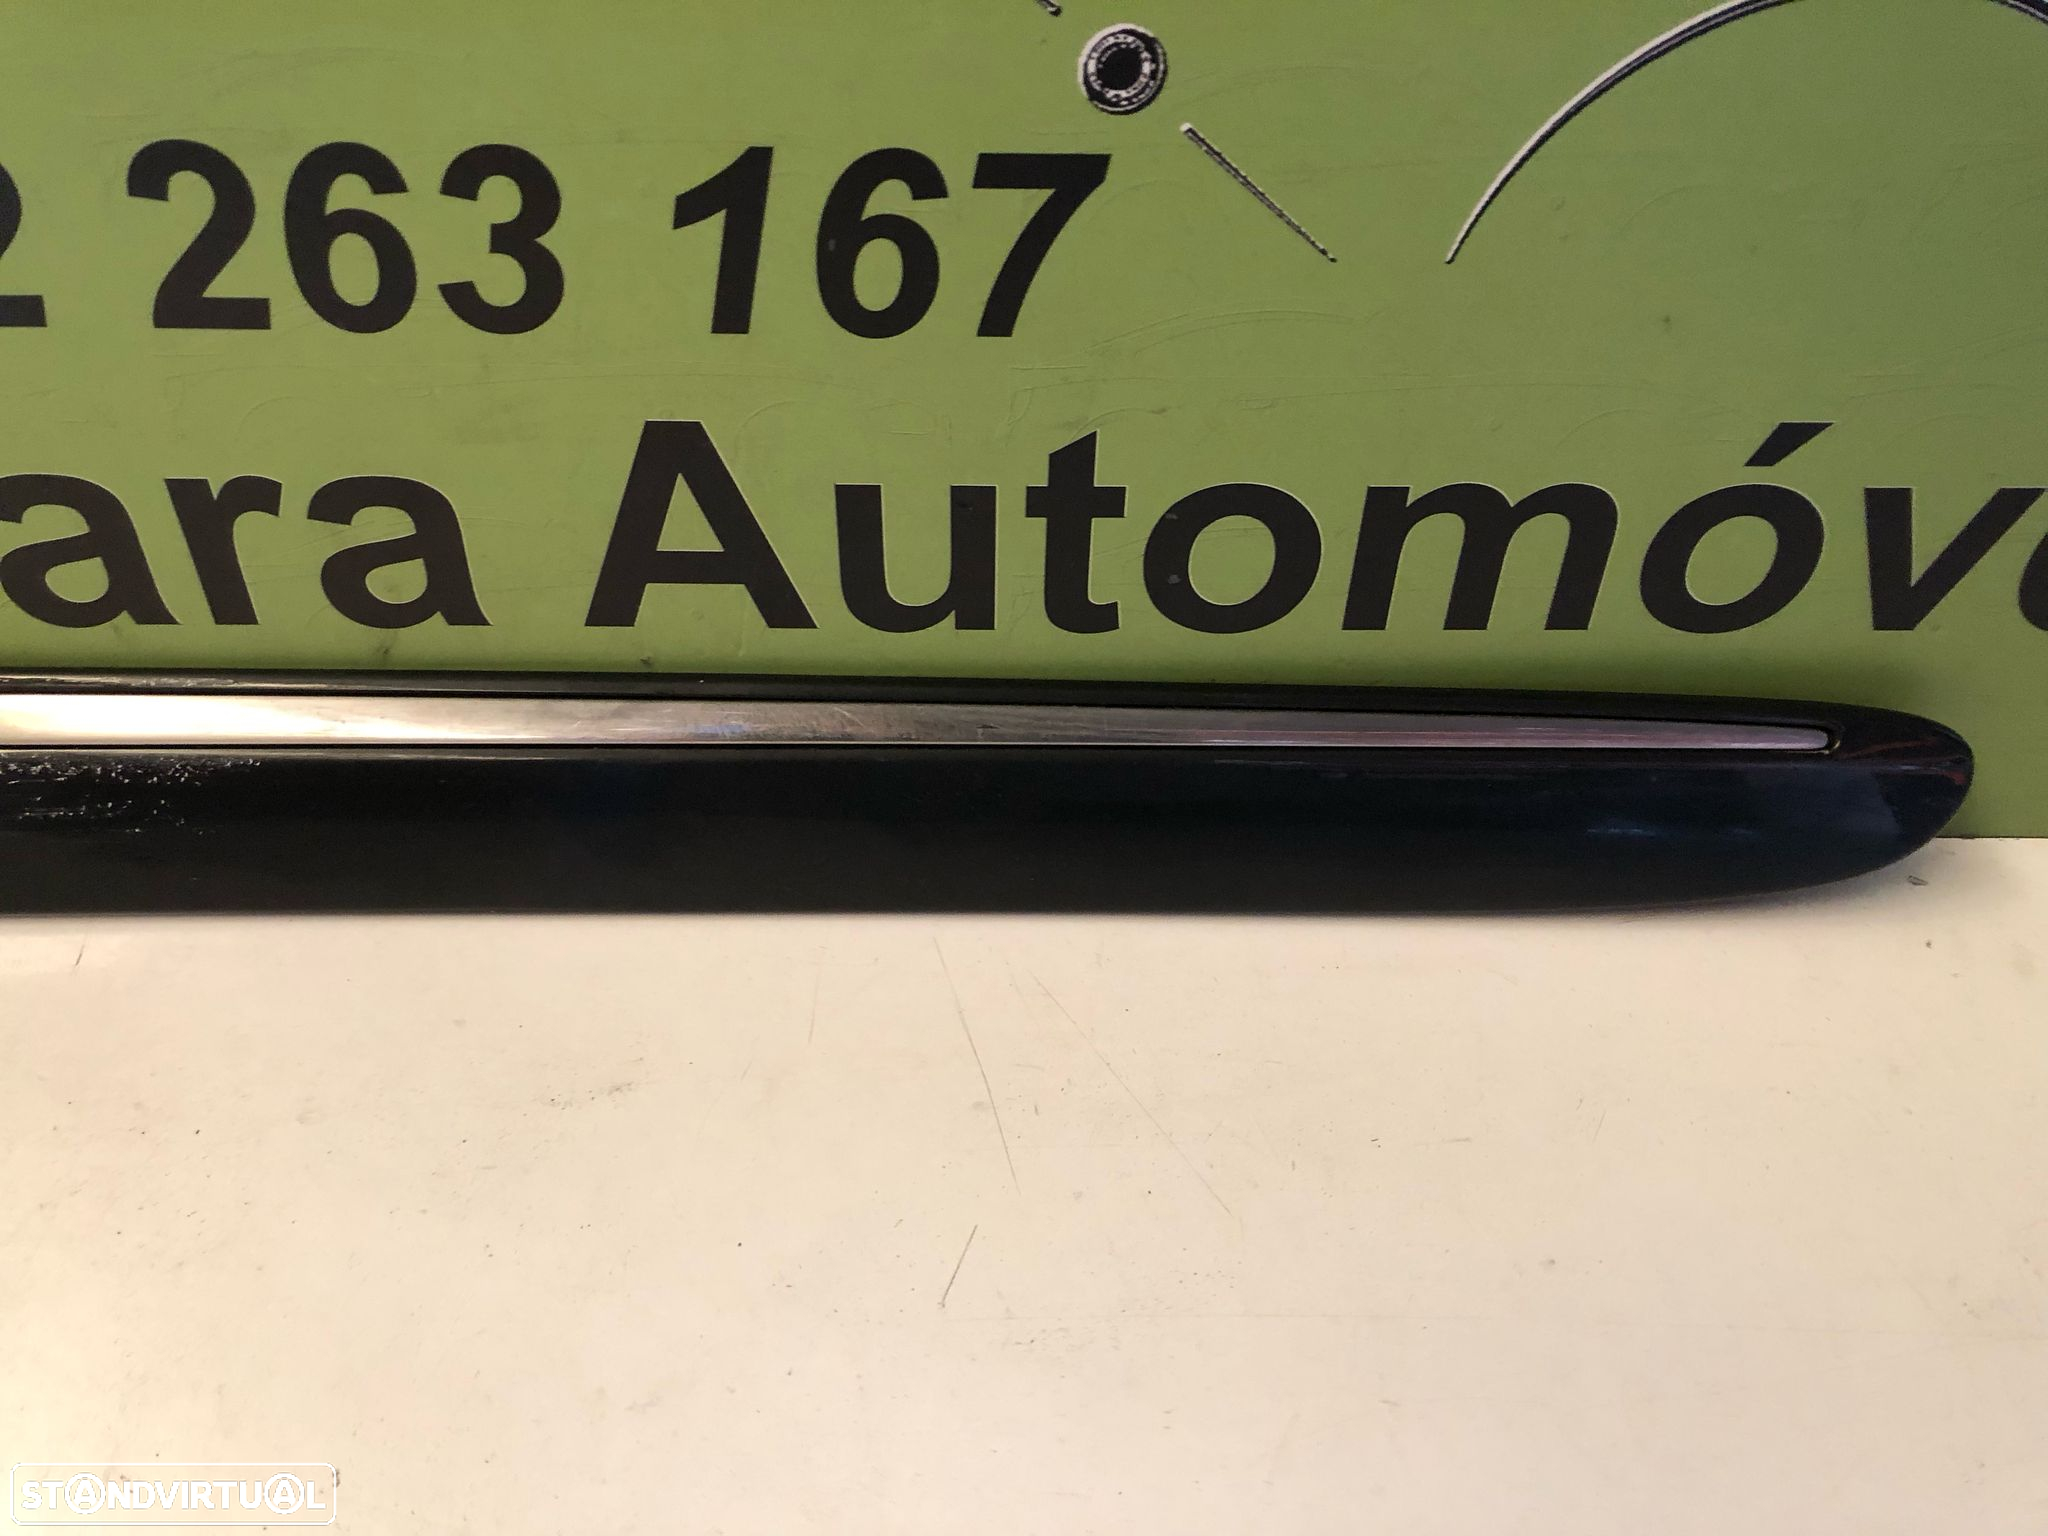 2 263 167
ara Automóv
STANDVIRTUAL